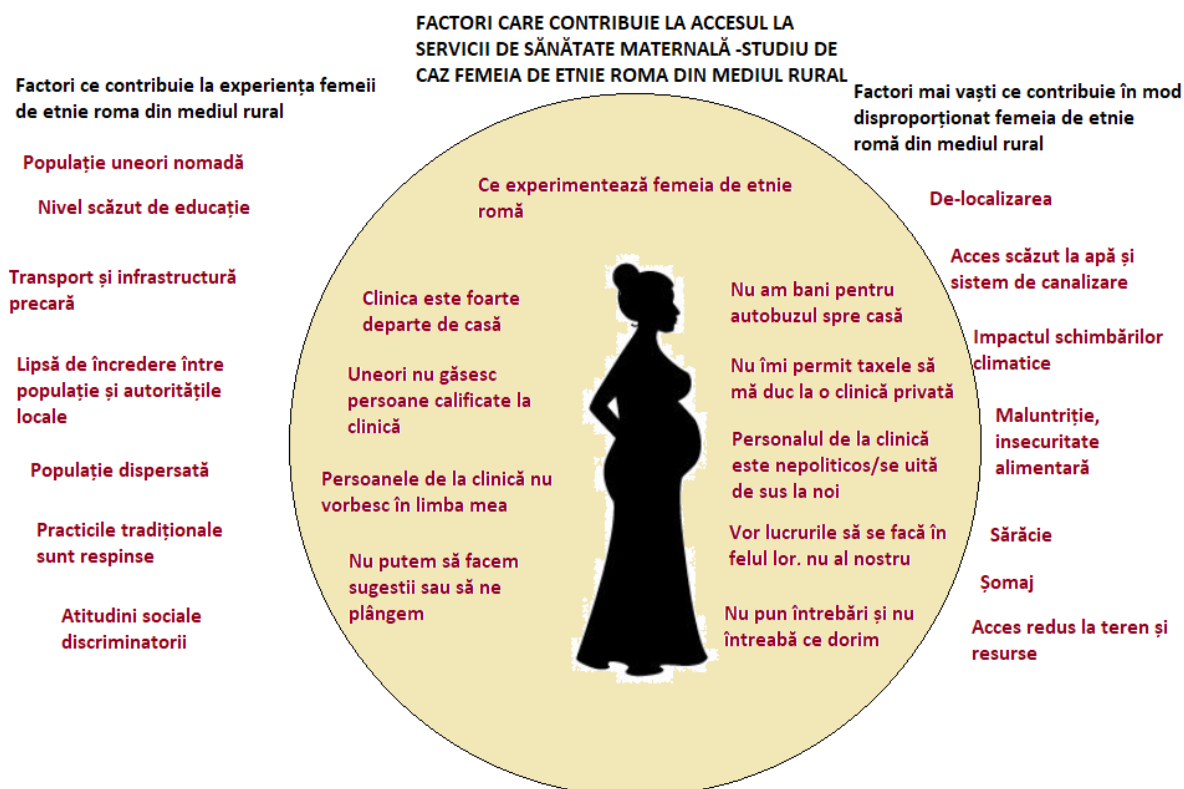 FACTORI CARE CONTRIBUIE LA ACCESUL LA
SERVICII DE SĂNĂTATE MATERNALĂ -STUDIU DE
CAZ FEMEIA DE ETNIE ROMA DIN MEDIUL RURAL
Factori ce contribuie la experiența femeii
de etnie roma din mediul rural
Populație uneori nomadă
Nivel scăzut de educație
Transport și infrastructură
precară
Lipsă de încredere între
populație și autoritățile
locale
Populație dispersată
Practicile tradiționale
sunt respinse
Atitudini sociale
discriminatorii
Ce experimentează femeia de etnie
romă
Clinica este foarte
departe de casă
Uneori nu găsesc
persoane calificate la
clinică
Persoanele de la clinică nu
vorbesc în limba mea
Nu putem să facem
sugestii sau să ne
plângem
Nu am bani pentru
autobuzul spre casă
Nu îmi permit taxele să
mă duc la o clinică privată
Personalul de la clinică
este nepoliticos/se uită
de sus la noi
Vor lucrurile să se facă în
felul lor. nu al nostru
Nu pun întrebări și nu
întreabă ce dorim
Factori mai vaști ce contribuie în mod
disproporționat femeia de etnie
romă din mediul rural
De-localizarea
Acces scăzut la apă și
sistem de canalizare
Impactul schimbărilor
climatice
Maluntriție,
insecuritate
alimentară
Sărăcie
Șomaj
Acces redus la teren și
resurse